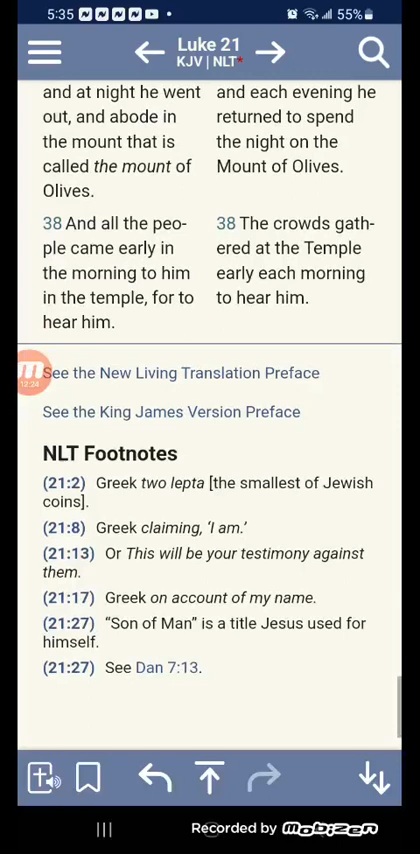 5:35
55%
Luke 21
KJV | NLT*
and at night he went
out, and abode in
the mount that is
called the mount of
Olives.
38 And all the peo-
ple came early in
the morning to him
in the temple, for to
hear him.
and each evening he
returned to spend
the night on the
Mount of Olives.
38 The crowds gath-
ered at the Temple
early each morning
to hear him.
12:24
See the New Living Translation Preface
See the King James Version Preface
NLT Footnotes
(21:2) Greek two lepta [the smallest of Jewish
coins].
(21:8) Greek claiming, ‘I am.’
(21:13) Or This will be your testimony against
them.
(21:17) Greek on account of my name.
(21:27) “Son of Man” is a title Jesus used for
himself.
(21:27) See Dan 7:13.
Recorded by Mobizen